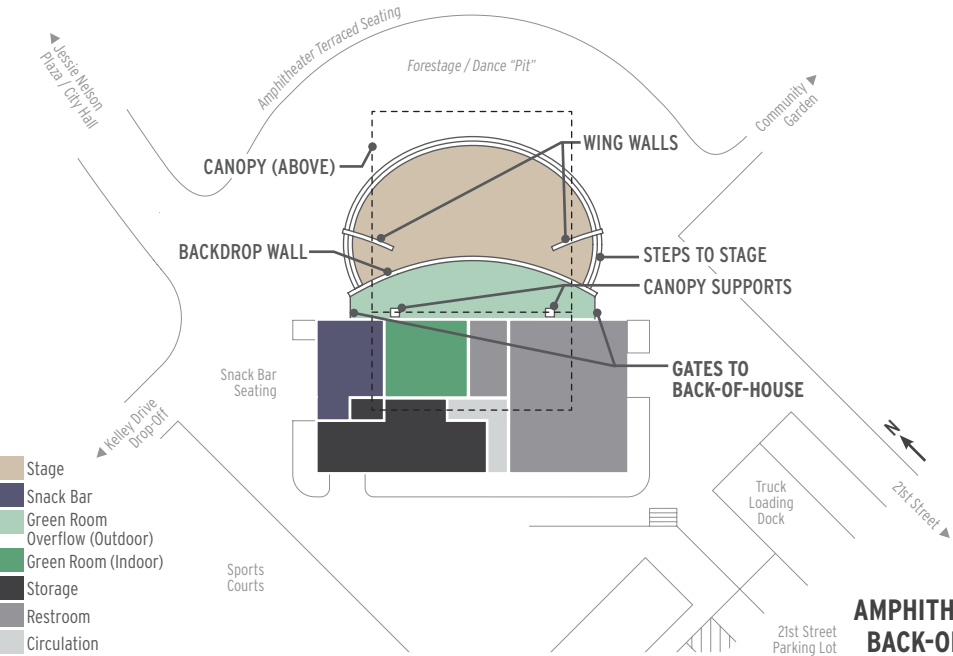 Amphitheater Terraced Seating
Jessie Nelson
Plaza / City Hall
Forestage / Dance “Pit”
Community
Garden
CANOPY (ABOVE)
WING WALLS
BACKDROP WALL
STEPS TO STAGE
CANOPY SUPPORTS
GATES TO
BACK-OF-HOUSE
Snack Bar
Seating
Kelley Drive
Drop-Off
N
21st Street
Truck
Loading
Dock
Stage
Snack Bar
Green Room
Overflow (Outdoor)
Green Room (Indoor)
Storage
Restroom
Circulation
Sports
Courts
21st Street
Parking Lot
AMPHITH
BACK-O